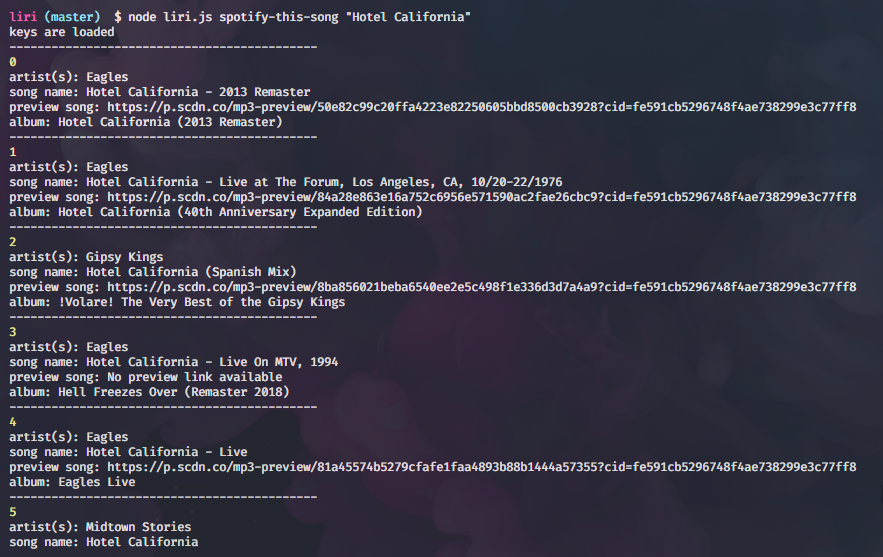 liri (master) $ node liri.js spotify-this-song "Hotel California"
keys are loaded
--------------------------------------------
0
artist(s): Eagles
song name: Hotel California - 2013 Remaster
preview song: https://p.scdn.co/mp3-preview/50e82c99c20ffa4223e82250605bbd8500cb3928?cid=fe591cb5296748f4ae738299e3c77ff8
album: Hotel California (2013 Remaster)
--------------------------------------------
1
artist(s): Eagles
song name: Hotel California - Live at The Forum, Los Angeles, CA, 10/20-22/1976
preview song: https://p.scdn.co/mp3-preview/84a28e863e16a752c6956e571590ac2fae26cbc9?cid=fe591cb5296748f4ae738299e3c77ff8
album: Hotel California (40th Anniversary Expanded Edition)
--------------------------------------------
2
artist(s): Gipsy Kings
song name: Hotel California (Spanish Mix)
preview song: https://p.scdn.co/mp3-preview/8ba856021beba6540ee2e5c498f1e336d3d7a4a9?cid=fe591cb5296748f4ae738299e3c77ff8
album: !Volare! The Very Best of the Gipsy Kings
--------------------------------------------
3
artist(s): Eagles
song name: Hotel California - Live On MTV, 1994
preview song: No preview link available
album: Hell Freezes Over (Remaster 2018)
--------------------------------------------
4
artist(s): Eagles
song name: Hotel California - Live
preview song: https://p.scdn.co/mp3-preview/81a45574b5279cfafe1faa4893b88b1444a57355?cid=fe591cb5296748f4ae738299e3c77ff8
album: Eagles Live
--------------------------------------------
5
artist(s): Midtown Stories
song name: Hotel California